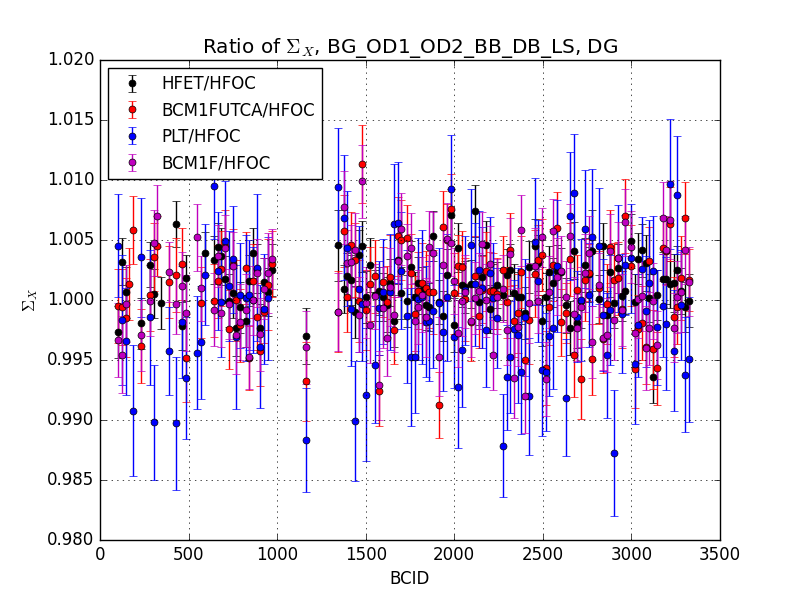 Ratio of Σ_X, BG_OD1_OD2_BB_DB_LS, DG
1.020
1.015
1.010
1.005
1.000
0.995
0.990
0.985
0.980
Σ_X
HFET/HFOC
BCM1FUTCA/HFOC
PLT/HFOC
BCM1F/HFOC
0 500 1000 1500 2000 2500 3000 3500
BCID